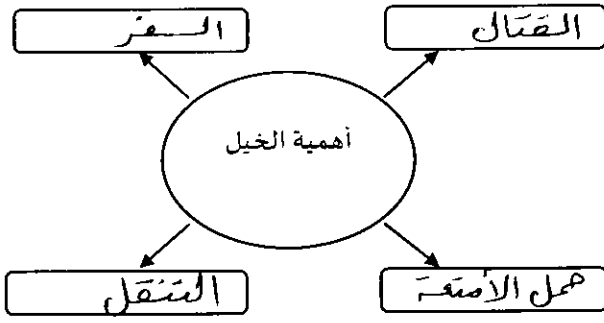 القتال
السفر
أهمية الخيل
حمل الأمتعة
التنقل